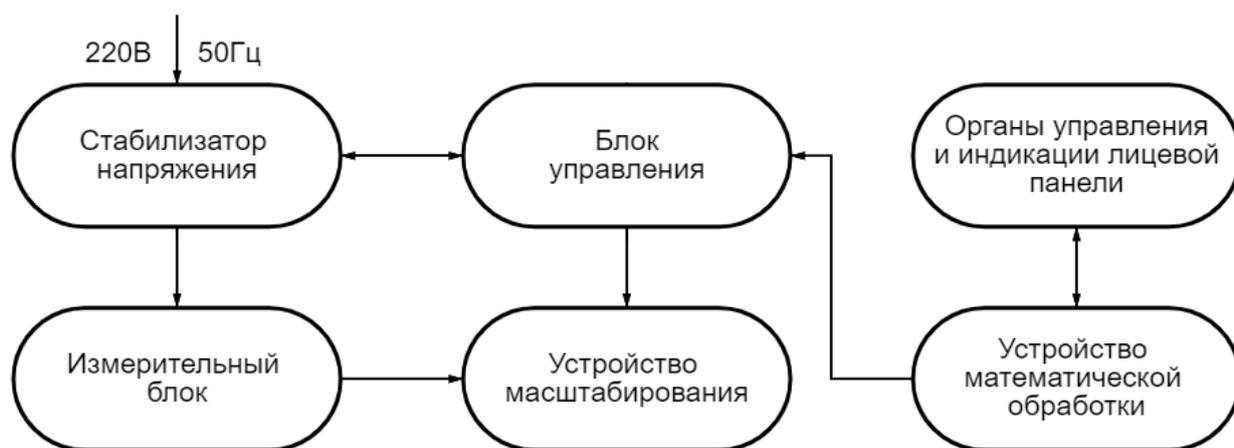 220В 50Гц
Стабилизатор
напряжения
Блок
управления
Органы управления
и индикации лицевой
панели
Измерительный
блок
Устройство
масштабирования
Устройство
математической
обработки